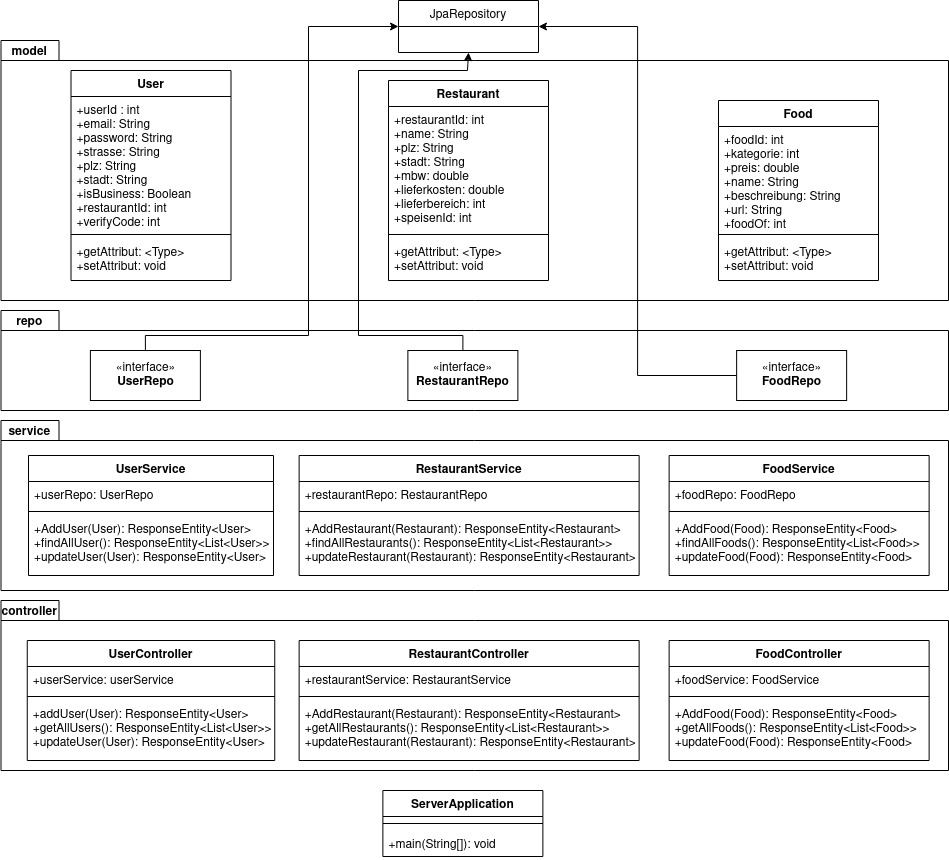 JpaRepository
model
User
+userId : int
+email: String
+password: String
+strasse: String
+plz: String
+stadt: String
+isBusiness: Boolean
+restaurantId: int
+verifyCode: int
+getAttribut: <Type>
+setAttribut: void
Restaurant
+restaurantId: int
+name: String
+plz: String
+stadt: String
+mbw: double
+lieferkosten: double
+lieferbereich: int
+speisenId: int
+getAttribut: <Type>
+setAttribut: void
Food
+foodId: int
+kategorie: int
+preis: double
+name: String
+beschreibung: String
+url: String
+foodOf: int
+getAttribut: <Type>
+setAttribut: void
repo
«interface»
UserRepo
«interface»
RestaurantRepo
«interface»
FoodRepo
service
UserService
+userRepo: UserRepo
+AddUser(User): ResponseEntity<User>
+findAllUser(): ResponseEntity<List<User>>
+updateUser(User): ResponseEntity<User>
RestaurantService
+restaurantRepo: RestaurantRepo
+AddRestaurant(Restaurant): ResponseEntity<Restaurant>
+findAllRestaurants(): ResponseEntity<List<Restaurant>>
+updateRestaurant(Restaurant): ResponseEntity<Restaurant>
FoodService
+foodRepo: FoodRepo
+AddFood(Food): ResponseEntity<Food>
+findAllFoods(): ResponseEntity<List<Food>>
+updateFood(Food): ResponseEntity<Food>
controller
UserController
+userService: userService
+addUser(User): ResponseEntity<User>
+getAllUsers(): ResponseEntity<List<User>>
+updateUser(User): ResponseEntity<User>
RestaurantController
+restaurantService: RestaurantService
+AddRestaurant(Restaurant): ResponseEntity<Restaurant>
+getAllRestaurants(): ResponseEntity<List<Restaurant>>
+updateRestaurant(Restaurant): ResponseEntity<Restaurant>
FoodController
+foodService: FoodService
+AddFood(Food): ResponseEntity<Food>
+getAllFoods(): ResponseEntity<List<Food>>
+updateFood(Food): ResponseEntity<Food>
ServerApplication
+main(String[]): void